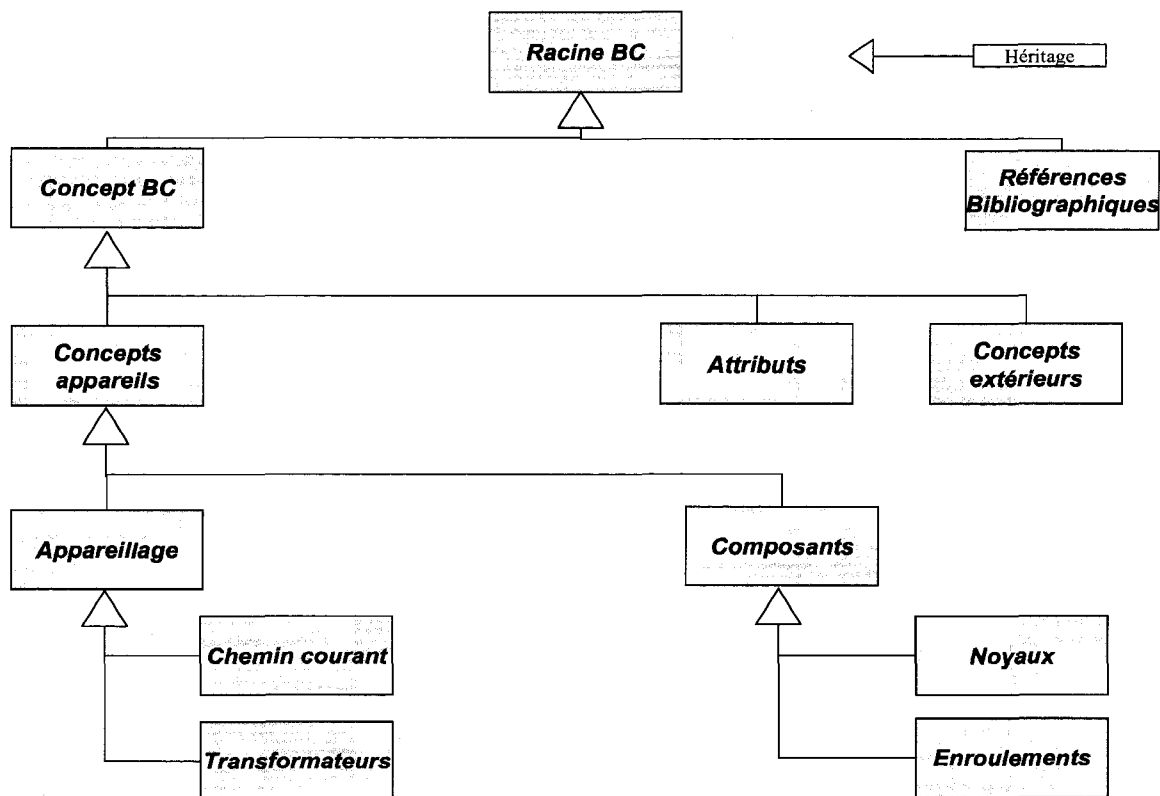 Racine BC
Héritage
Concept BC
Références
Bibliographiques
Concepts
appareils
Attributs
Concepts
extérieurs
Appareillage
Composants
Chemin courant
Noyaux
Transformateurs
Enroulements